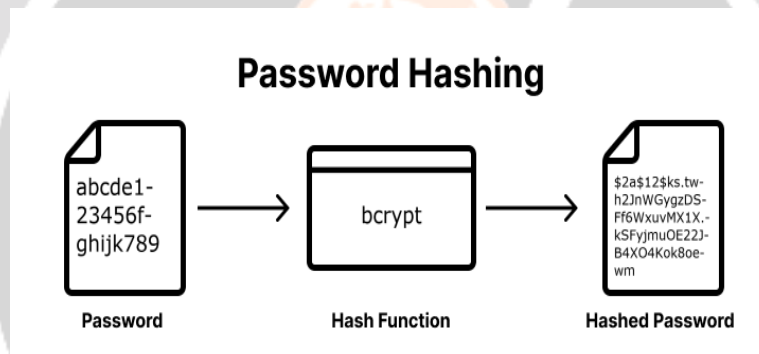 Password Hashing
abcde1-
23456f-
ghijk789
Password
bcrypt
Hash Function
$2a$12$ks.tw-
h2JnWGygzDS-
Ff6WxuvMX1X.-
kSFyjmuOE22J-
B4XO4Kok8oe-
wm
Hashed Password